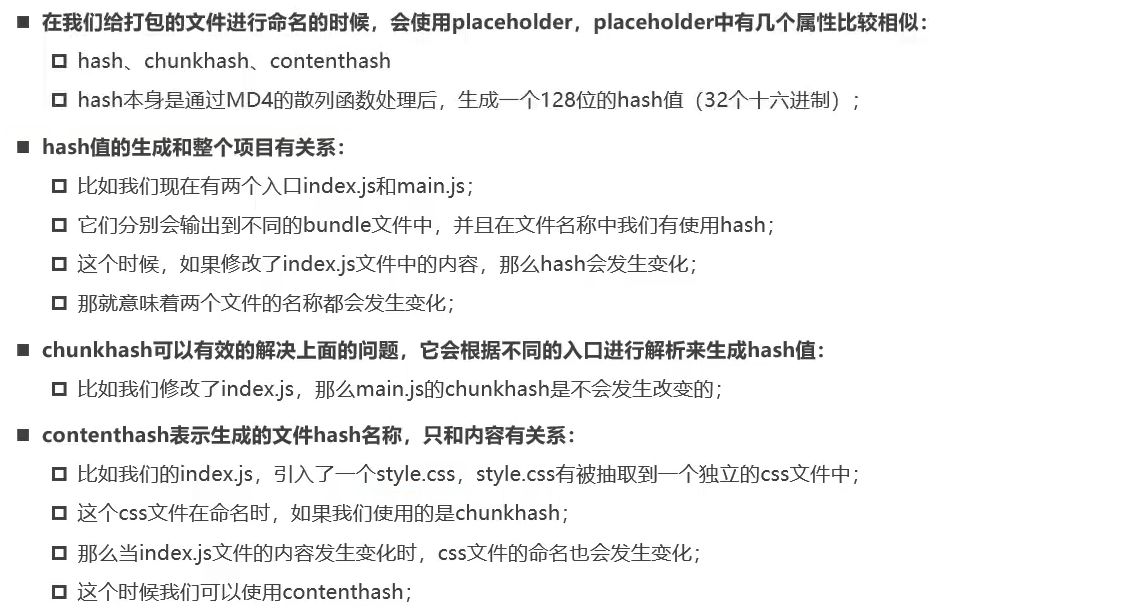 在我们给打包的文件进行命名的时候，会使用placeholder，placeholder中有几个属性比较相似：
hash、chunkhash、contenthash
hash本身是通过MD4的散列函数处理后，生成一个128位的hash值（32个十六进制）；
hash值的生成和整个项目有关系：
比如我们现在有两个入口index.js和main.js；
它们分别会输出到不同的bundle文件中，并且在文件名称中我们有使用hash；
这个时候，如果修改了index.js文件中的内容，那么hash会发生变化；
那就意味着两个文件的名称都会发生变化；
chunkhash可以有效的解决上面的问题，它会根据不同的入口进行解析来生成hash值：
比如我们修改了index.js，那么main.js的chunkhash是不会发生改变的；
contenthash表示生成的文件hash名称，只和内容有关系：
比如我们的index.js，引入了一个style.css，style.css有被抽取到一个独立的css文件中；
这个css文件在命名时，如果我们使用的是chunkhash；
那么当index.js文件的内容发生变化时，css文件的命名也会发生变化；
这个时候我们可以使用contenthash；